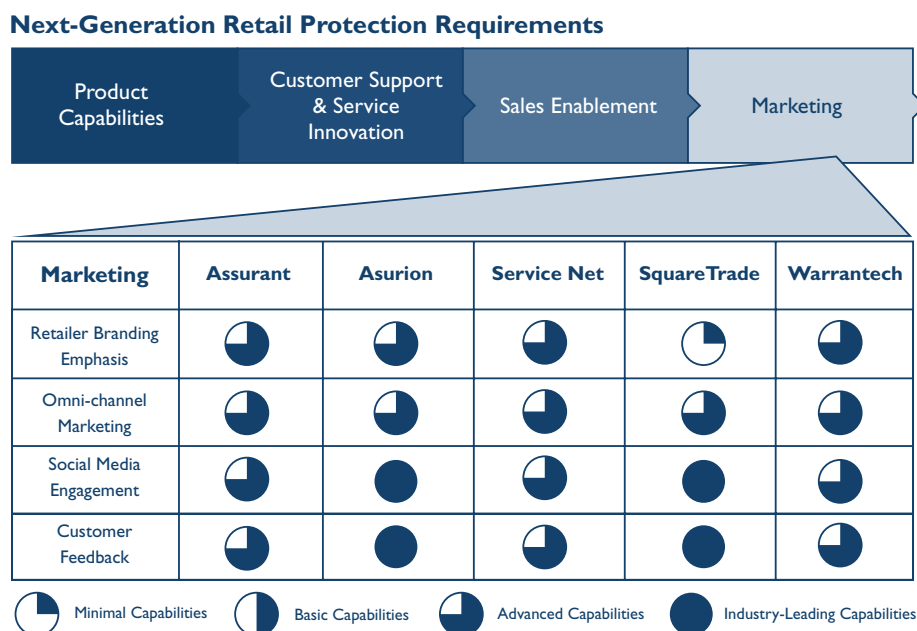 Next-Generation Retail Protection Requirements
Product
Capabilities
Customer Support
& Service
Innovation
Sales Enablement
Marketing
Marketing
Assurant
Asurion
Service Net
SquareTrade
Warrantech
Retailer Branding
Emphasis
Omni-channel
Marketing
Social Media
Engagement
Customer
Feedback
Minimal Capabilities
Basic Capabilities
Advanced Capabilities
Industry-Leading Capabilities